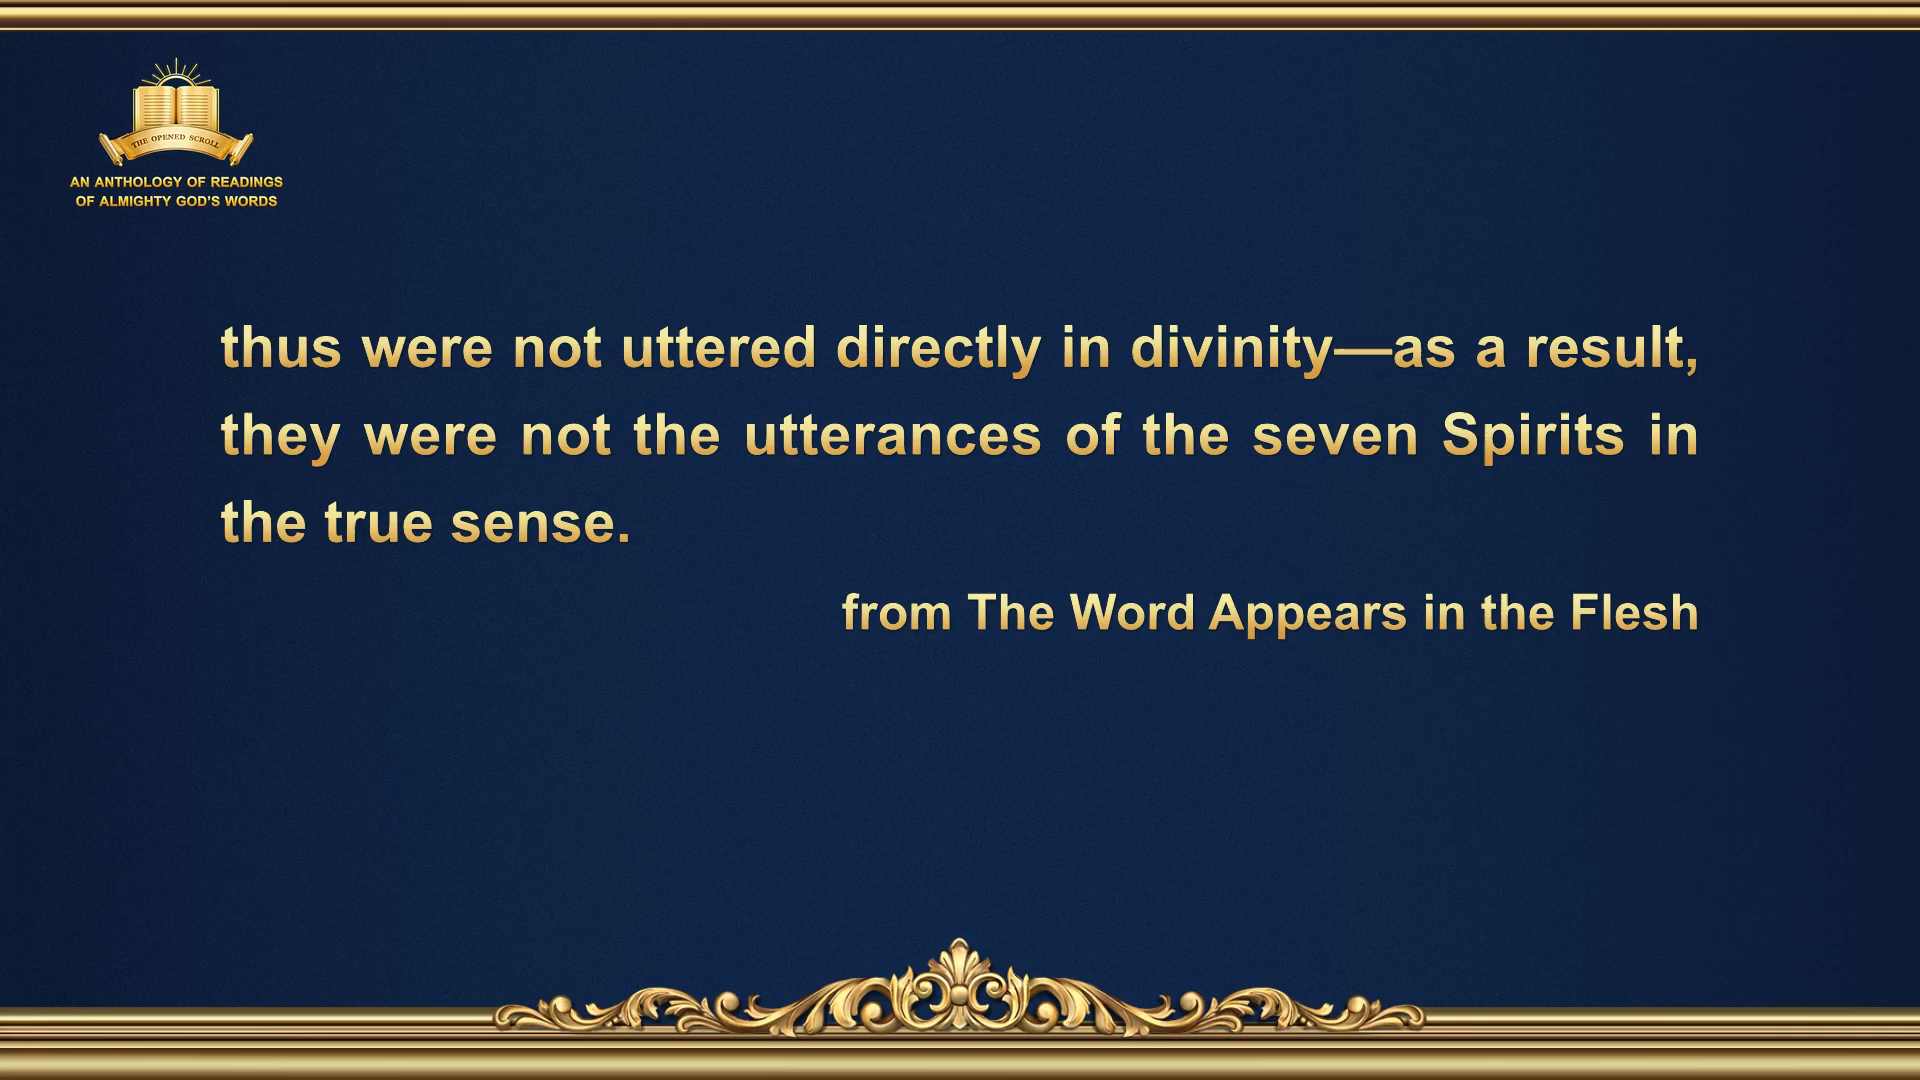 THE OPENED SCROLL
AN ANTHOLOGY OF READINGS
OF ALMIGHTY GOD'S WORDS
thus were not uttered directly in divinity—as a result,
they were not the utterances of the seven Spirits in
the true sense.
from The Word Appears in the Flesh